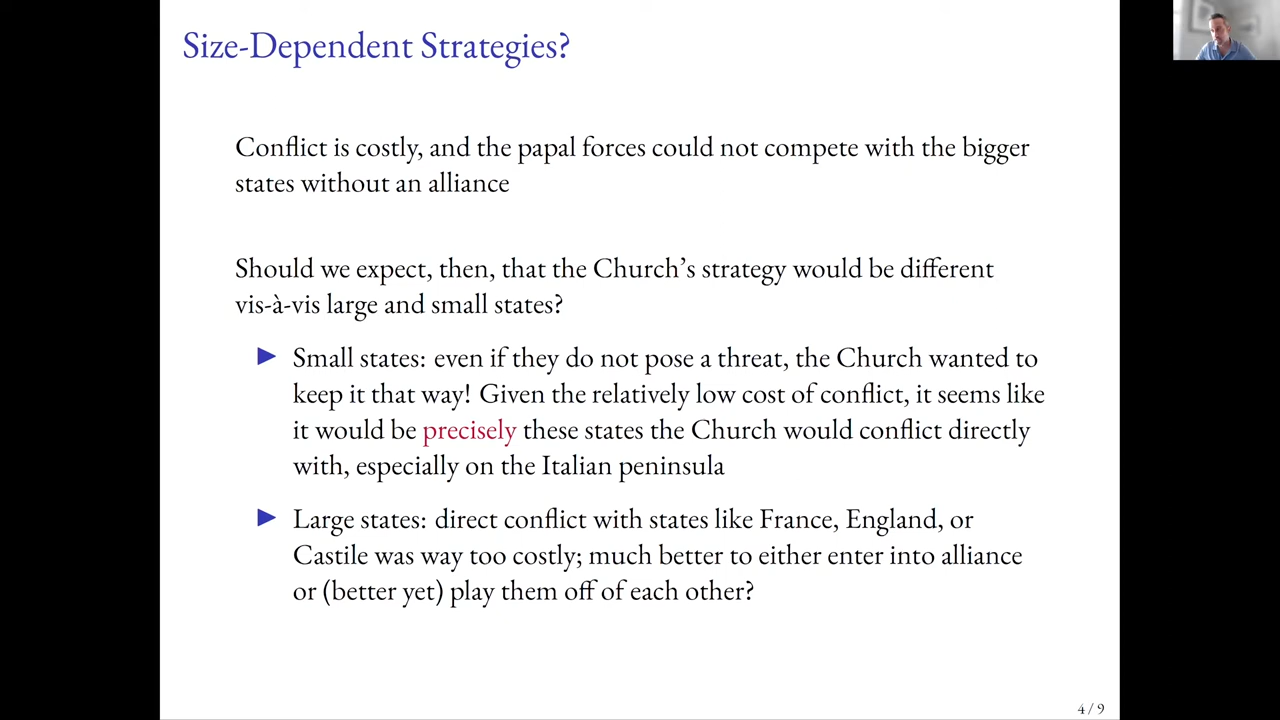 Size-Dependent Strategies?
Conflict is costly, and the papal forces could not compete with the bigger
states without an alliance
Should we expect, then, that the Church's strategy would be different
vis-à-vis large and small states?
▶ Small states: even if they do not pose a threat, the Church wanted to
keep it that way! Given the relatively low cost of conflict, it seems like
it would be precisely these states the Church would conflict directly
with, especially on the Italian peninsula
▶ Large states: direct conflict with states like France, England, or
Castile was way too costly; much better to either enter into alliance
or (better yet) play them off of each other?
4 / 9